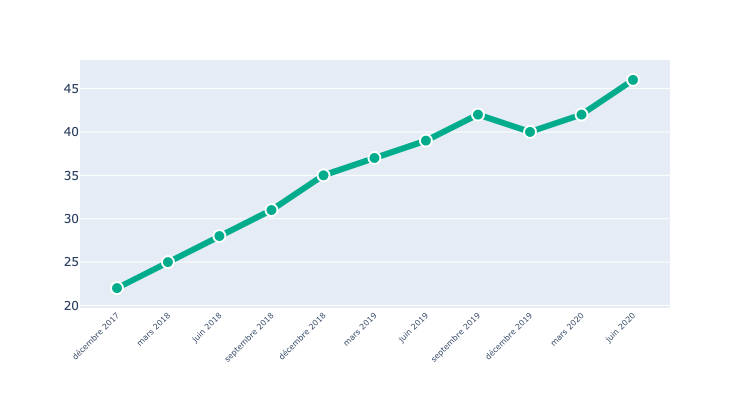 45
40
35
30
25
20
décembre 2017
mars 2018
juin 2018
septembre 2018
décembre 2018
mars 2019
juin 2019
septembre 2019
décembre 2019
mars 2020
juin 2020